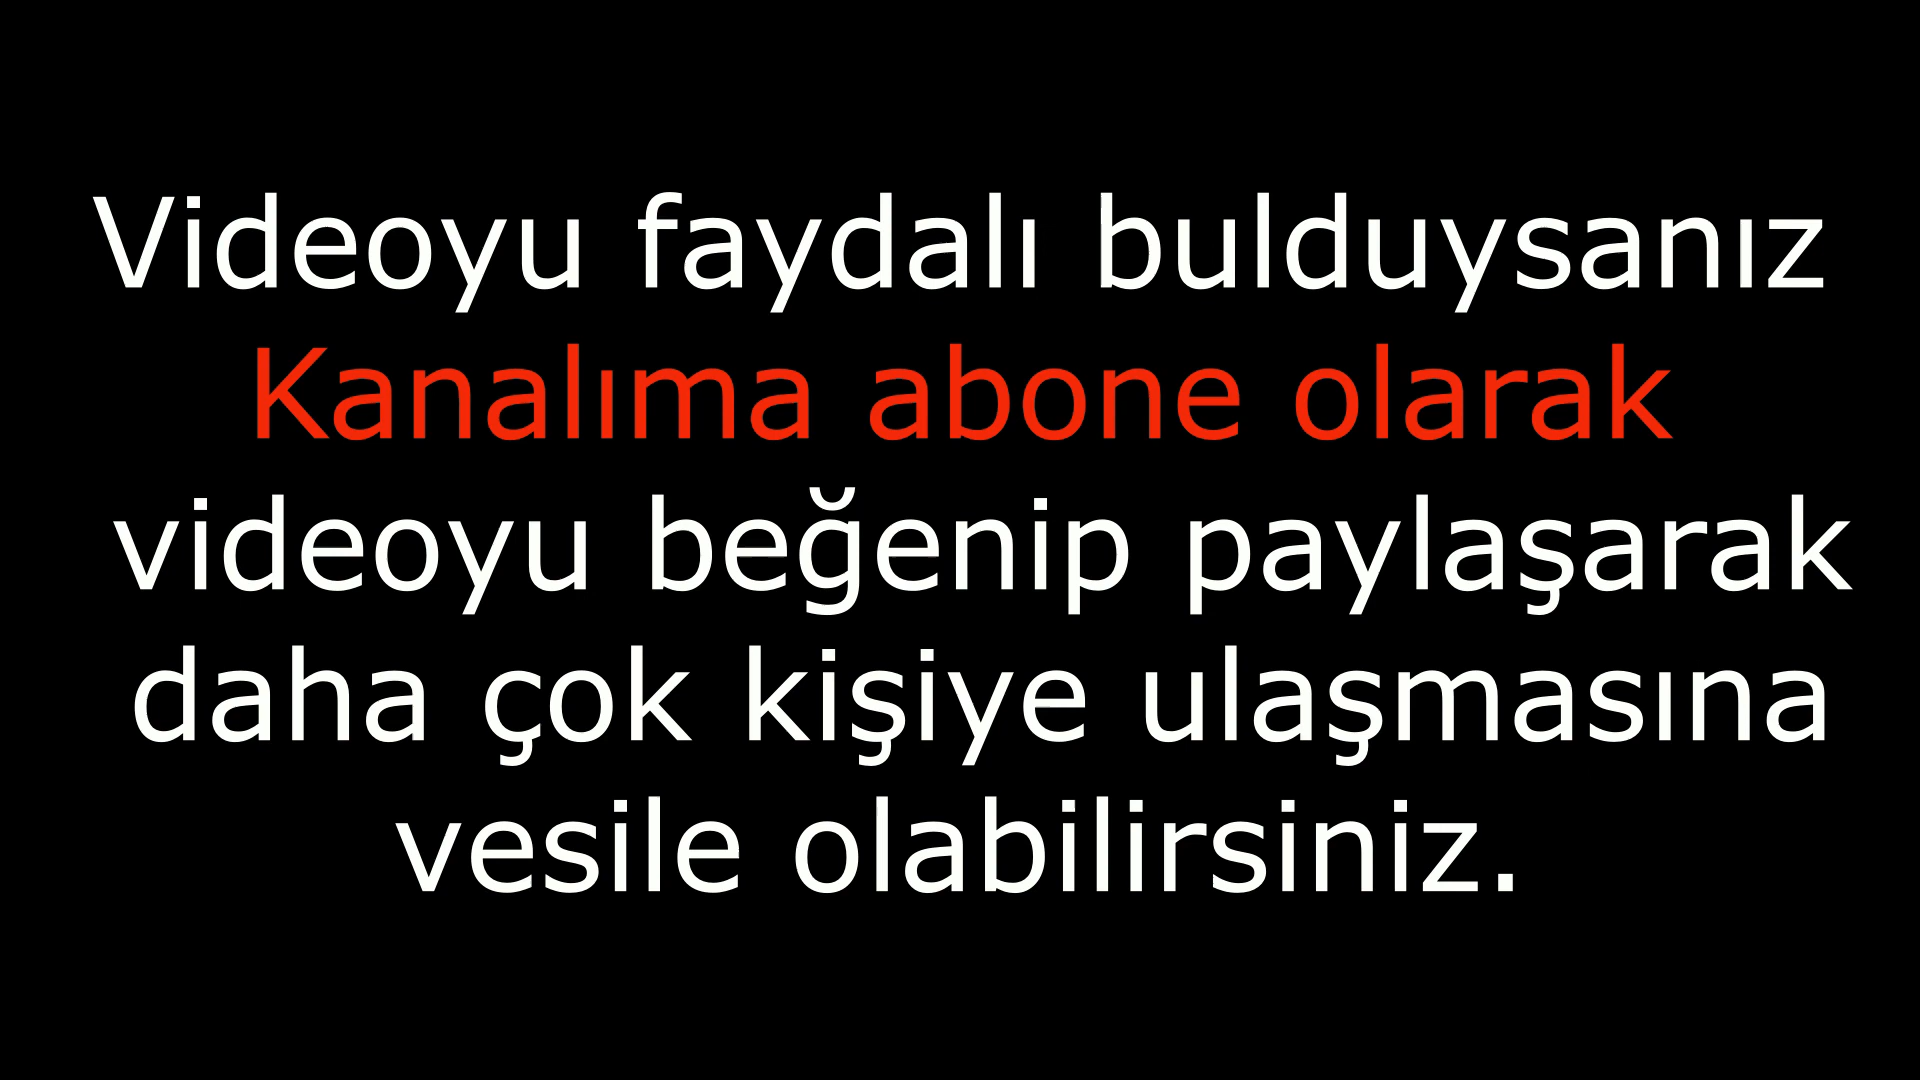 Videoyu faydalı bulduysanız
Kanalıma abone olarak
videoyu beğenip paylaşarak
daha çok kişiye ulaşmasına
vesile olabilirsiniz.